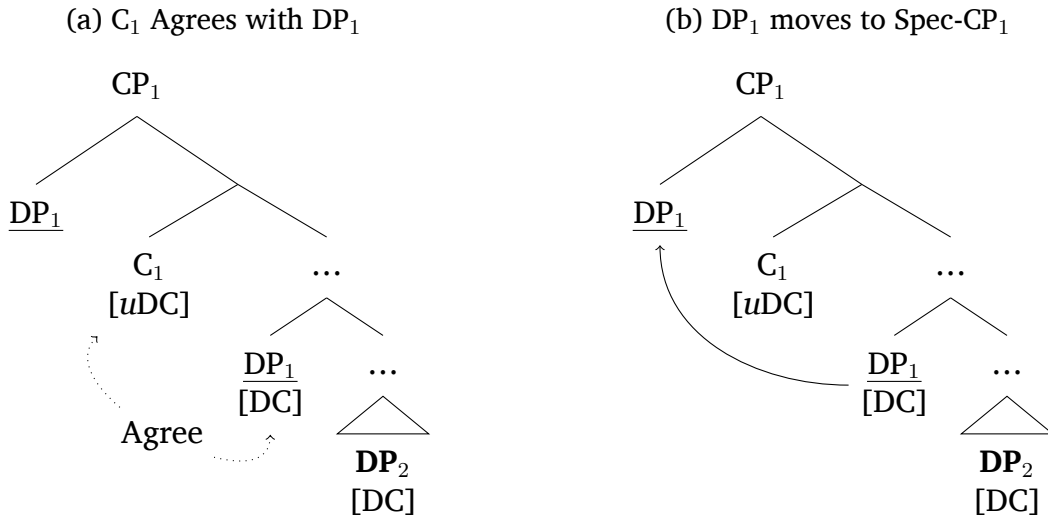 (a) C₁ Agrees with DP₁
CP₁
DP₁
C₁ ...
[uDC]
DP₁ ...
[DC]
Agree
DP₂
[DC]
(b) DP₁ moves to Spec-CP₁
CP₁
DP₁
C₁ ...
[uDC]
DP₁ ...
[DC]
DP₂
[DC]